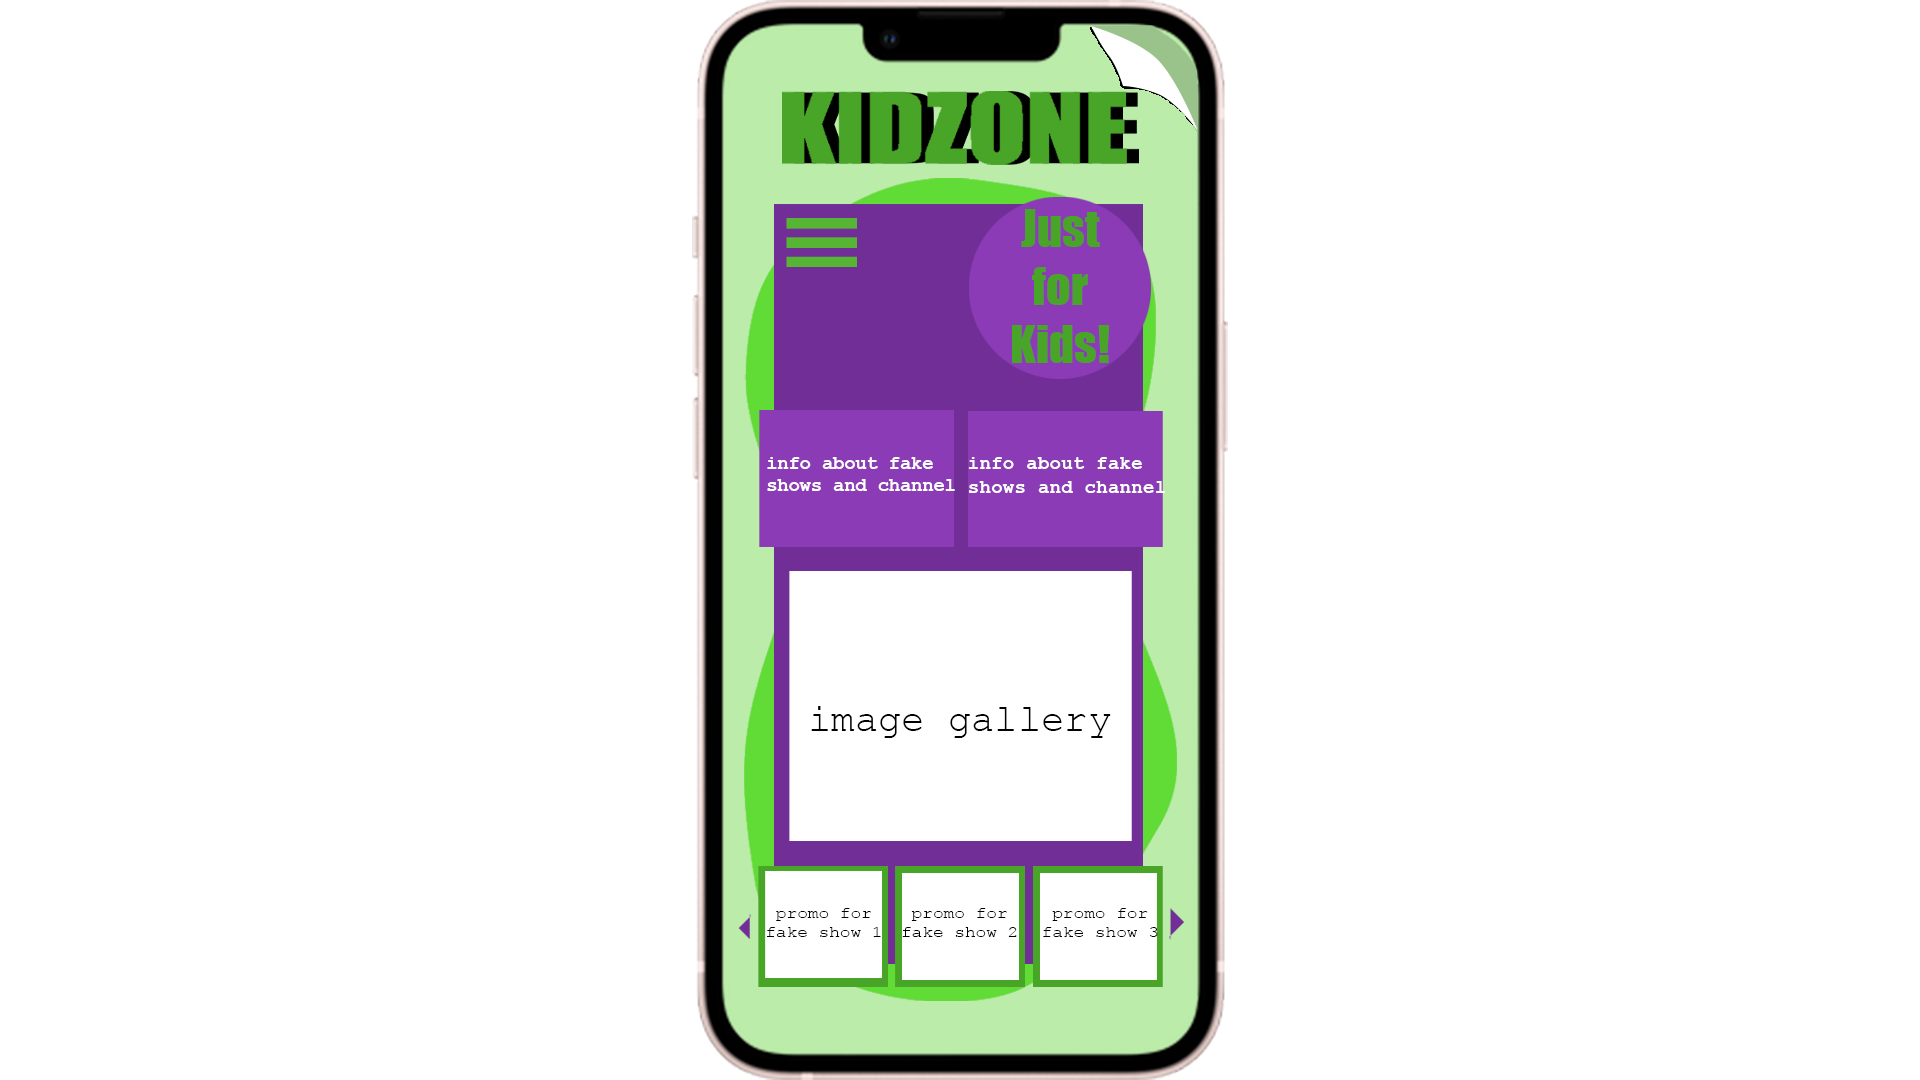 KIDZONE
Just
for
Kids!
info about fake
shows and channel
info about fake
shows and channel
image gallery
promo for
fake show 1
promo for
fake show 2
promo for
fake show 3